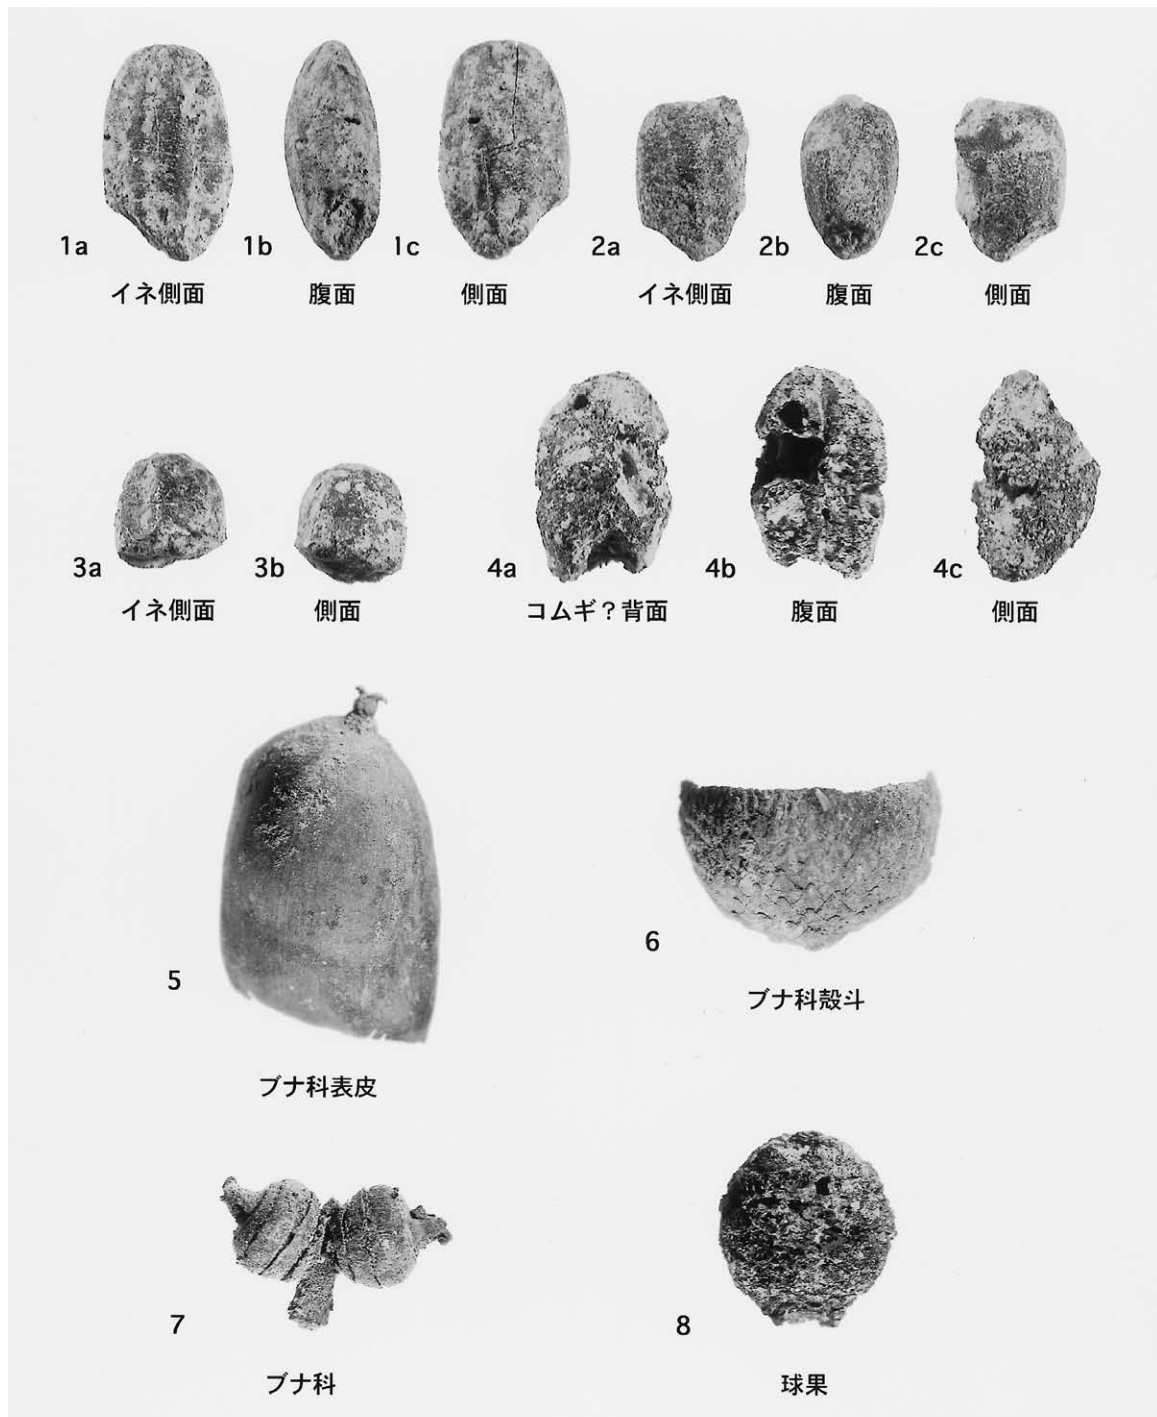 1a 1b 1c 2a 2b 2c
イネ側面 腹面 側面 イネ側面 腹面 側面
3a 3b 4a 4b 4c
イネ側面 側面 コムギ？背面 腹面 側面
5
6
ブナ科殻斗
ブナ科表皮
7 8
ブナ科 球果